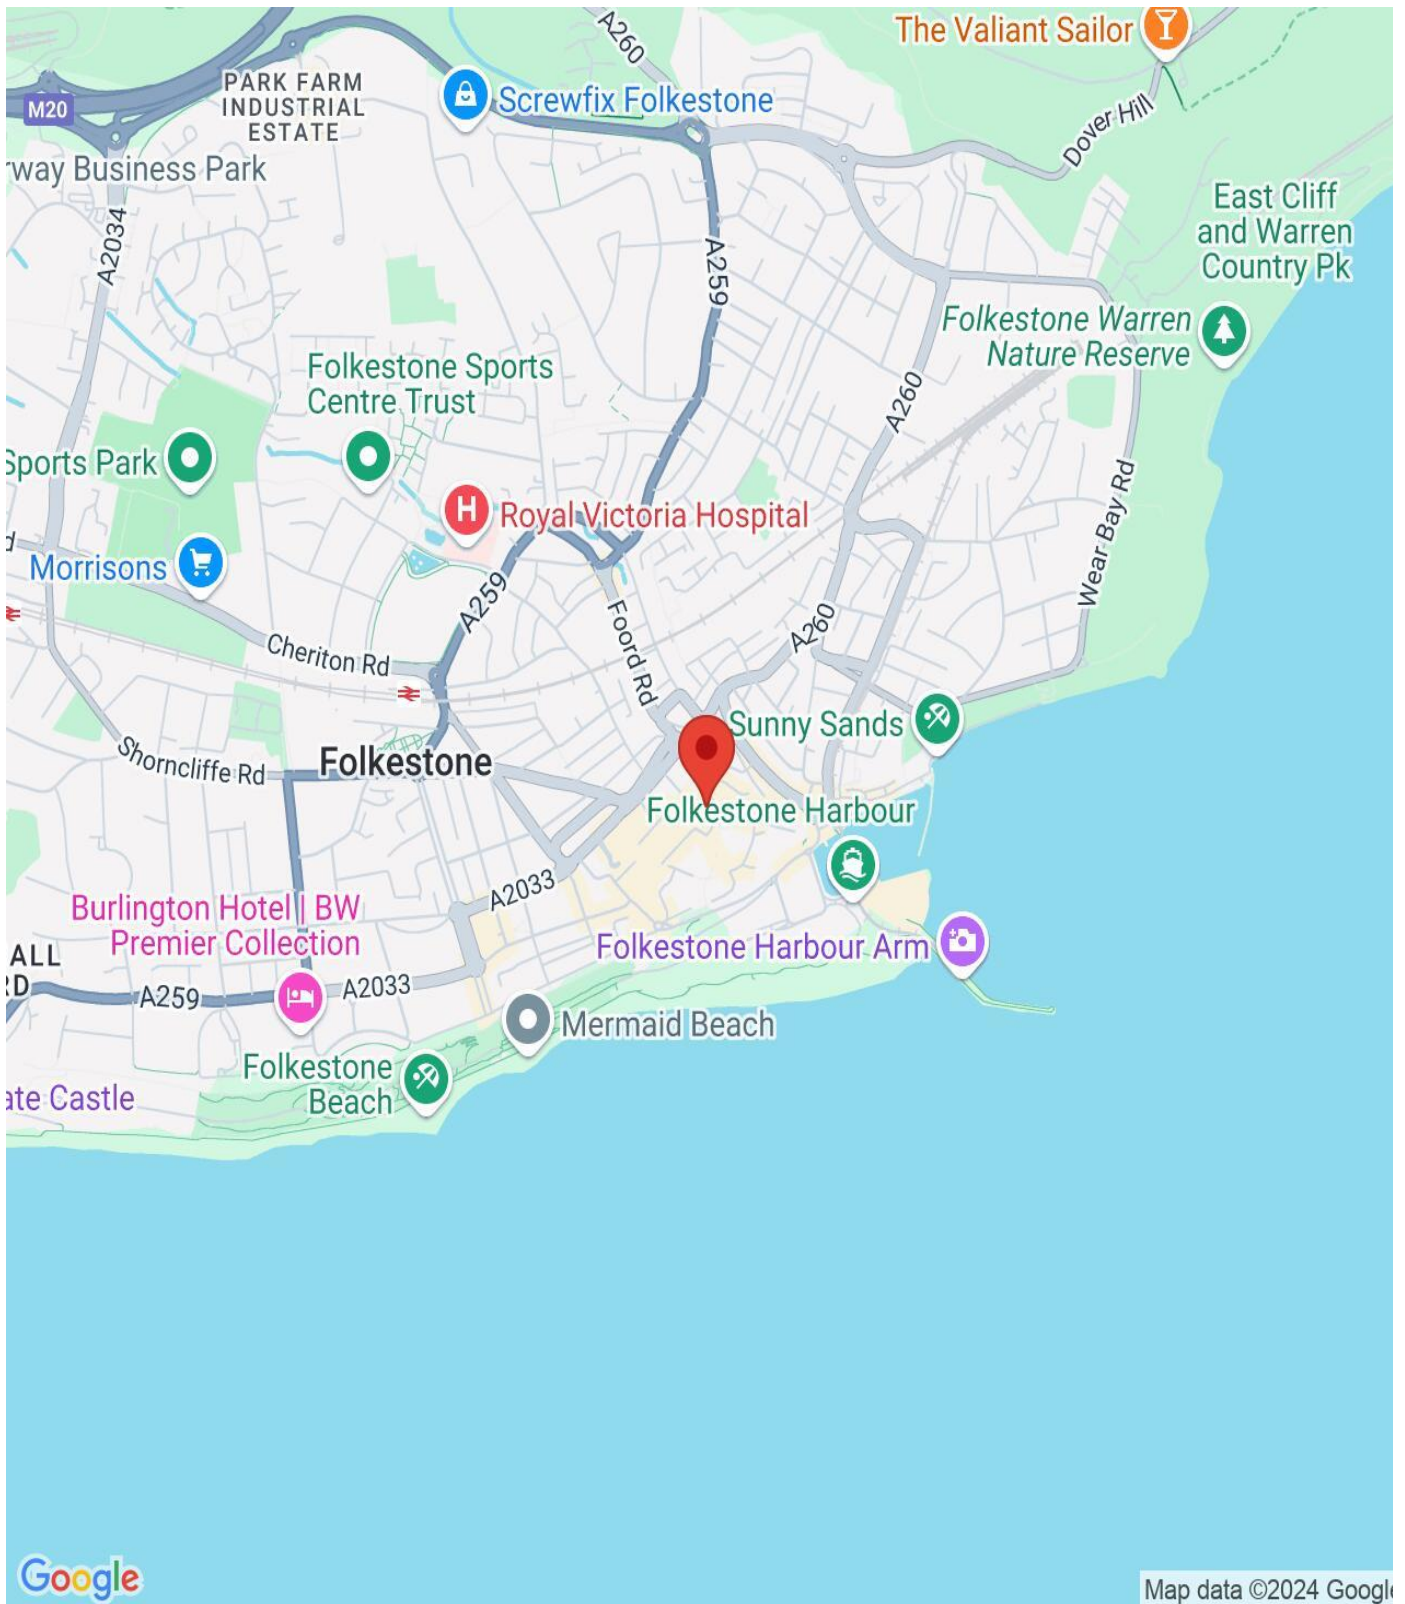 A260
The Valiant Sailor
PARK FARM
INDUSTRIAL
ESTATE
M20
Screwfix Folkestone
Dover Hill
rway Business Park
A2034
East Cliff
and Warren
Country Pk
A259
Folkestone Warren
Nature Reserve
Folkestone Sports
Centre Trust
A260
Sports Park
H
Royal Victoria Hospital
Wear Bay Rd
d
Morrisons
A259
Foord Rd
A260
Cheriton Rd
Sunny Sands
Shorncliffe Rd
Folkestone
Folkestone Harbour
A2033
Burlington Hotel | BW
Premier Collection
Folkestone Harbour Arm
ALL
RD
A259
A2033
Mermaid Beach
Folkestone
Beach
ate Castle
Google
Map data ©2024 Google